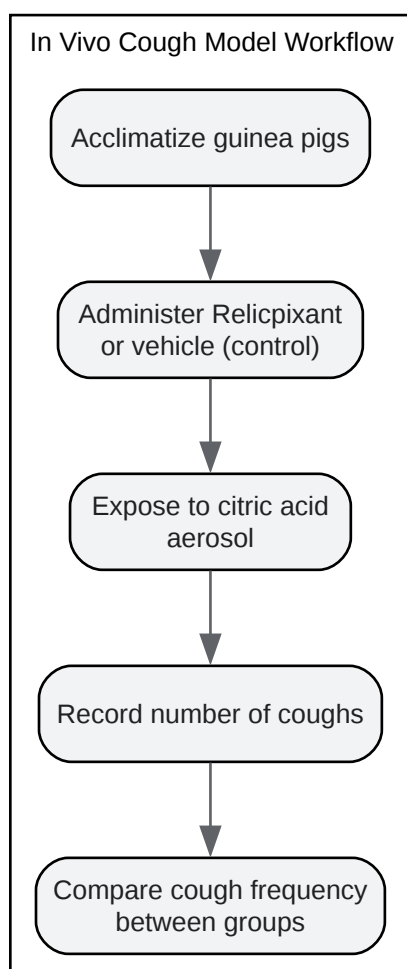 In Vivo Cough Model Workflow
Acclimatize guinea pigs
Administer Relicpixant
or vehicle (control)
Expose to citric acid
aerosol
Record number of coughs
Compare cough frequency
between groups